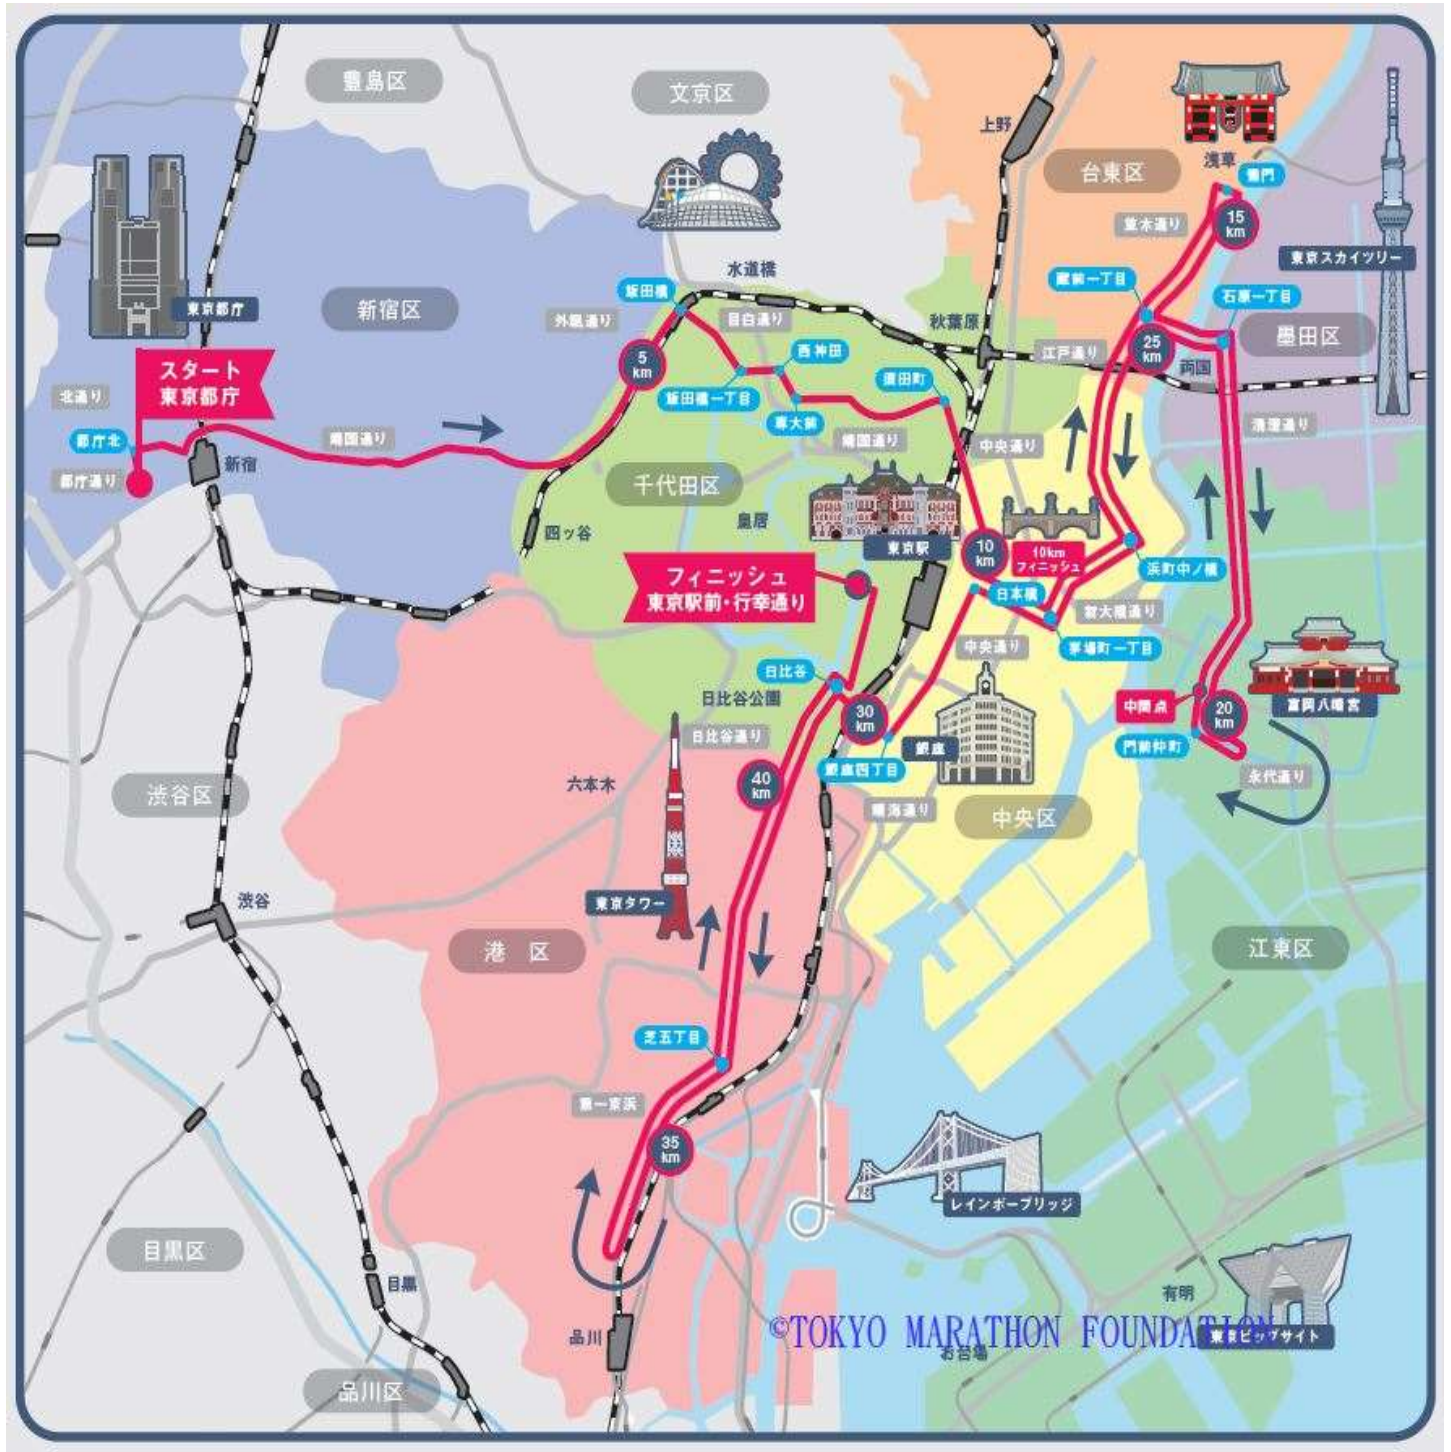 豊島区
文京区
上野
浅草
台東区
雷門
15
km
並木通り
東京スカイツリー
水道橋
蔵前一丁目
石原一丁目
飯田橋
東京都庁
新宿区
外堀通り
目白通り
秋葉原
墨田区
江戸通り
25
km
両国
5
km
西神田
須田町
スタート
東京都庁
飯田橋一丁目
専大前
北通り
都庁北
靖国通り
靖国通り
中央通り
清澄通り
都庁通り
新宿
千代田区
皇居
四ッ谷
東京駅
10
km
10km
フィニッシュ
浜町中ノ橋
フィニッシュ
東京駅前・行幸通り
日本橋
新大橋通り
茅場町一丁目
中央通り
日比谷
日比谷公園
30
km
中間点
20
km
富岡八幡宮
日比谷通り
銀座
門前仲町
銀座四丁目
永代通り
六本木
40
km
渋谷区
晴海通り
中央区
渋谷
東京タワー
港 区
江東区
芝五丁目
第一京浜
35
km
レインボーブリッジ
目黒区
目黒
有明
品川
©TOKYO MARATHON FOUNDATION
東京ビッグサイト
お台場
品川区